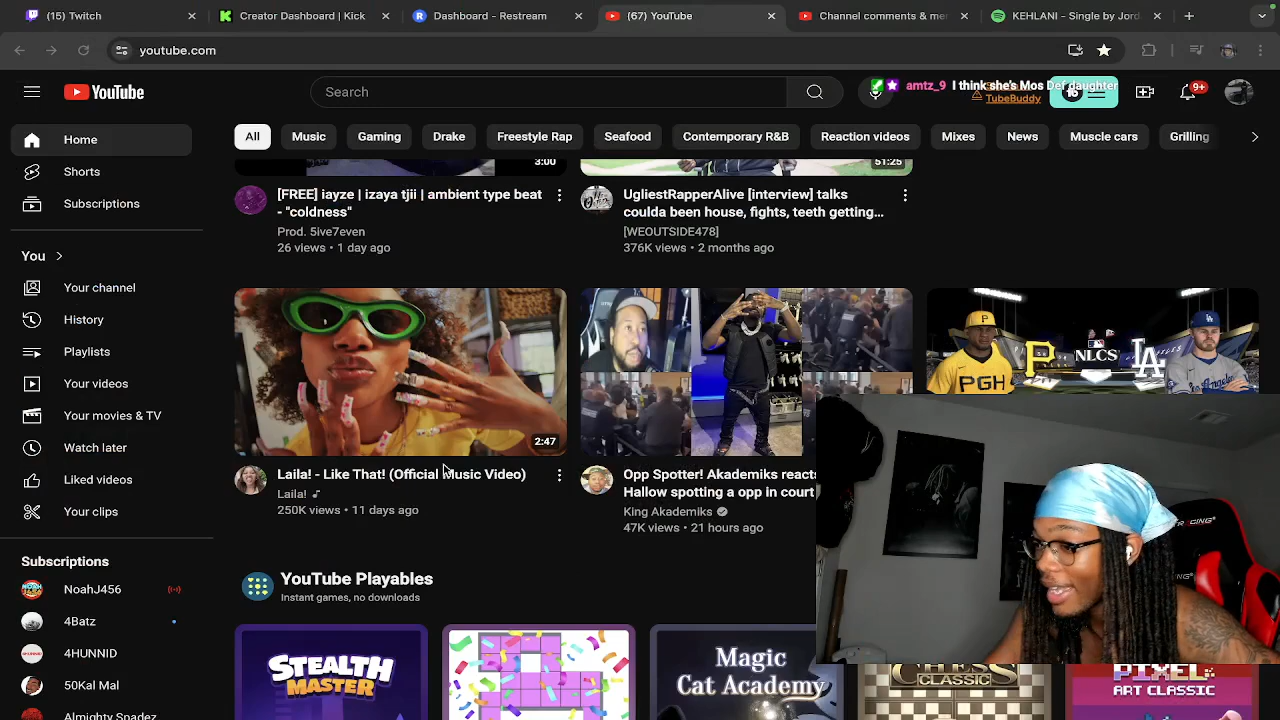 (15) Twitch
Creator Dashboard | Kick
Dashboard - Restream
(67) YouTube
Channel comments & me
KEHLANI - Single by Jord
youtube.com
YouTube
Search
amtz_9 I think she's Mos Def daughter
TubeBuddy
16
9+
Home
Shorts
Subscriptions
You
Your channel
History
Playlists
Your videos
Your movies & TV
Watch later
Liked videos
Your clips
Subscriptions
NoahJ456
4Batz
4HUNNID
50Kal Mal
Almighty Spadez
All
Music
Gaming
Drake
Freestyle Rap
Seafood
Contemporary R&B
Reaction videos
Mixes
News
Muscle cars
Grilling
3:00
[FREE] iayze | izaya tjii | ambient type beat
- "coldness"
Prod. 5ive7even
26 views • 1 day ago
51:25
UgliestRapperAlive [interview] talks
coulda been house, fights, teeth getting...
[WEOUTSIDE478]
376K views • 2 months ago
2:47
Laila! - Like That! (Official Music Video)
Laila!
250K views • 11 days ago
Opp Spotter! Akademiks reacts
Hallow spotting a opp in court
King Akademiks
47K views • 21 hours ago
P
PGH
P
NLCS
LA
YouTube Playables
Instant games, no downloads
STEALTH
MASTER
Magic
Cat Academy
CHESS
CLASSIC
PIXEL
ART CLASSIC